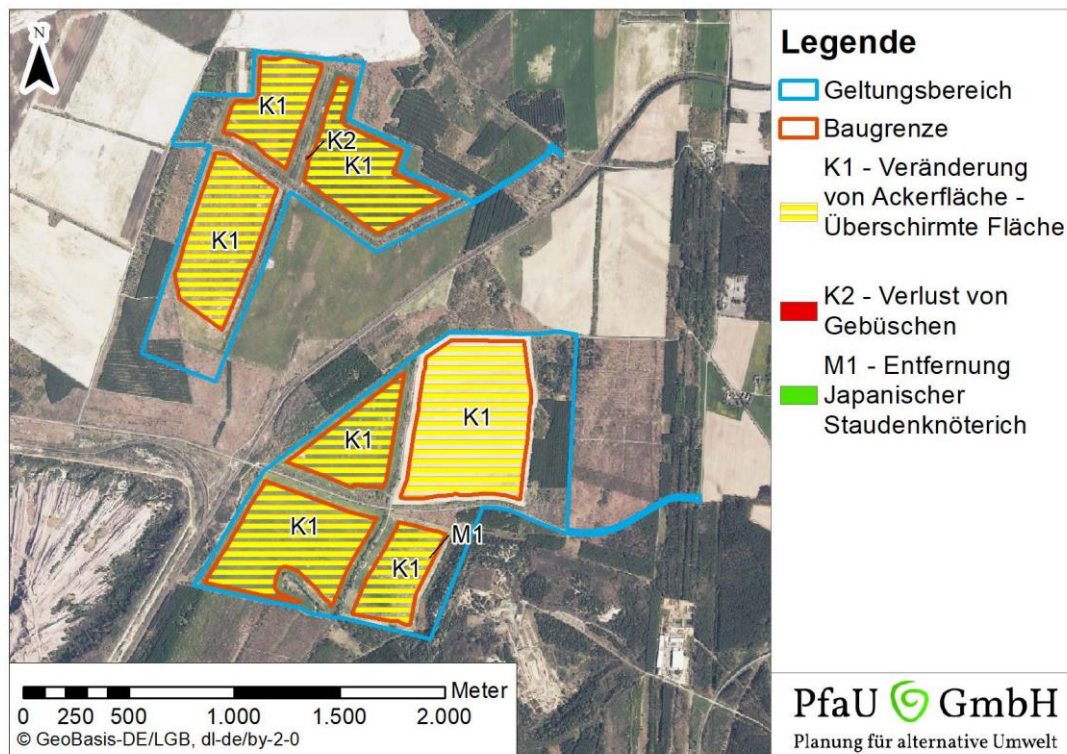 N
K1
K2
K1
K1
K1
K1
K1
M1
K1
Meter
0 250 500 1.000 1.500 2.000
© GeoBasis-DE/LGB, dl-de/by-2-0
Legende
Geltungsbereich
Baugrenze
K1 - Veränderung
von Ackerfläche -
Überschirmte Fläche
K2 - Verlust von
Gebüschen
M1 - Entfernung
Japanischer
Staudenknöterich
PfaU GmbH
Planung für alternative Umwelt